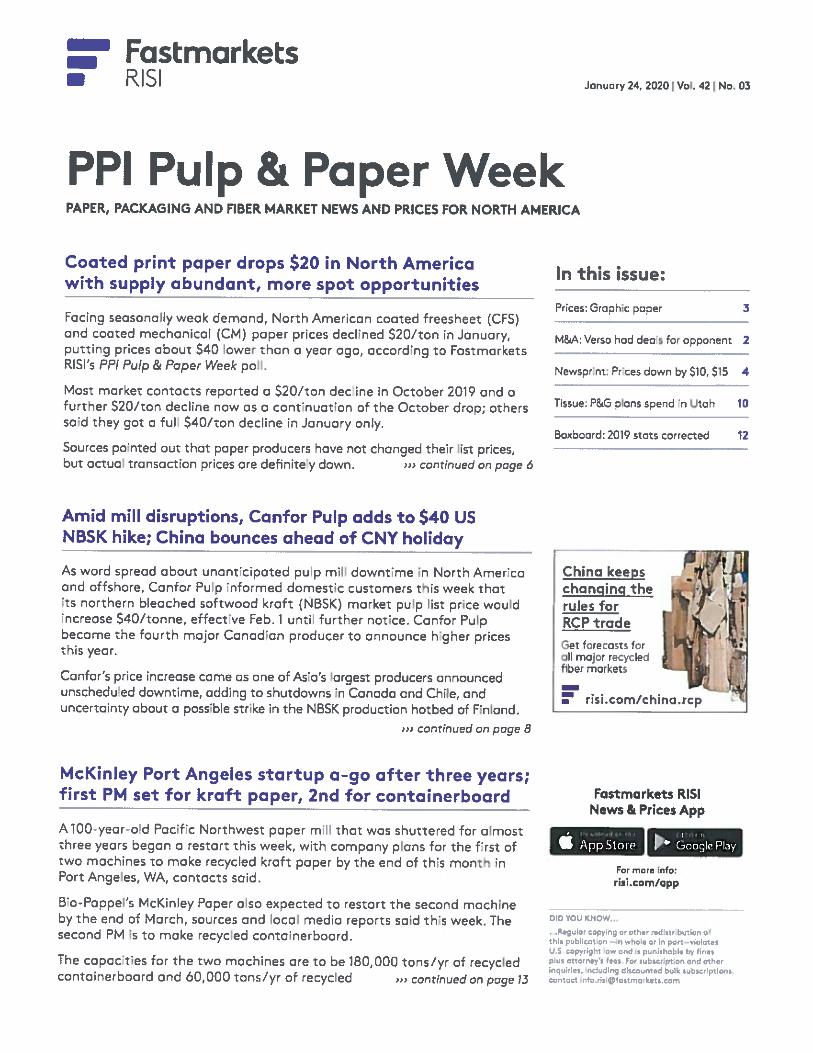 Fastmarkets
RISI
January 24, 2020 | Vol. 42 | No. 03
PPI Pulp & Paper Week
PAPER, PACKAGING AND FIBER MARKET NEWS AND PRICES FOR NORTH AMERICA
Coated print paper drops $20 in North America
with supply abundant, more spot opportunities
Facing seasonally weak demand, North American coated freesheet (CFS)
and coated mechanical (CM) paper prices declined $20/ton in January,
putting prices about $40 lower than a year ago, according to Fastmarkets
RISI's PPI Pulp & Paper Week poll.
Most market contacts reported a $20/ton decline in October 2019 and a
further $20/ton decline now as a continuation of the October drop; others
said they got a full $40/ton decline in January only.
Sources pointed out that paper producers have not changed their list prices,
but actual transaction prices are definitely down. ››› continued on page 6
Amid mill disruptions, Canfor Pulp adds to $40 US
NBSK hike; China bounces ahead of CNY holiday
As word spread about unanticipated pulp mill downtime in North America
and offshore, Canfor Pulp informed domestic customers this week that
its northern bleached softwood kraft (NBSK) market pulp list price would
increase $40/tonne, effective Feb. 1 until further notice. Canfor Pulp
became the fourth major Canadian producer to announce higher prices
this year.
Canfor's price increase came as one of Asia's largest producers announced
unscheduled downtime, adding to shutdowns in Canada and Chile, and
uncertainty about a possible strike in the NBSK production hotbed of Finland.
››› continued on page 8
McKinley Port Angeles startup a-go after three years;
first PM set for kraft paper, 2nd for containerboard
A 100-year-old Pacific Northwest paper mill that was shuttered for almost
three years began a restart this week, with company plans for the first of
two machines to make recycled kraft paper by the end of this month in
Port Angeles, WA, contacts said.
Bio-Pappel's McKinley Paper also expected to restart the second machine
by the end of March, sources and local media reports said this week. The
second PM is to make recycled containerboard.
The capacities for the two machines are to be 180,000 tons/yr of recycled
containerboard and 60,000 tons/yr of recycled ››› continued on page 13
In this issue:
Prices: Graphic paper 3
M&A: Verso had deals for opponent 2
Newsprint: Prices down by $10, $15 4
Tissue: P&G plans spend in Utah 10
Boxboard: 2019 stats corrected 12
China keeps
changing the
rules for
RCP trade
Get forecasts for
all major recycled
fiber markets
risi.com/china.rcp
Fastmarkets RISI
News & Prices App
App Store
Google Play
For more info:
risi.com/app
DID YOU KNOW...
...Regular copying or other redistribution of
this publication —in whole or in part—violates
U.S. copyright law and is punishable by fines
plus attorney's fees. For subscription and other
inquiries, including discounted bulk subscriptions,
contact info.risi@fastmarkets.com